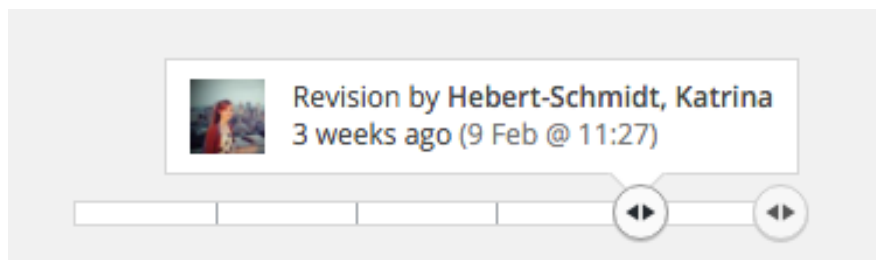 Revision by Hebert-Schmidt, Katrina
3 weeks ago (9 Feb @ 11:27)